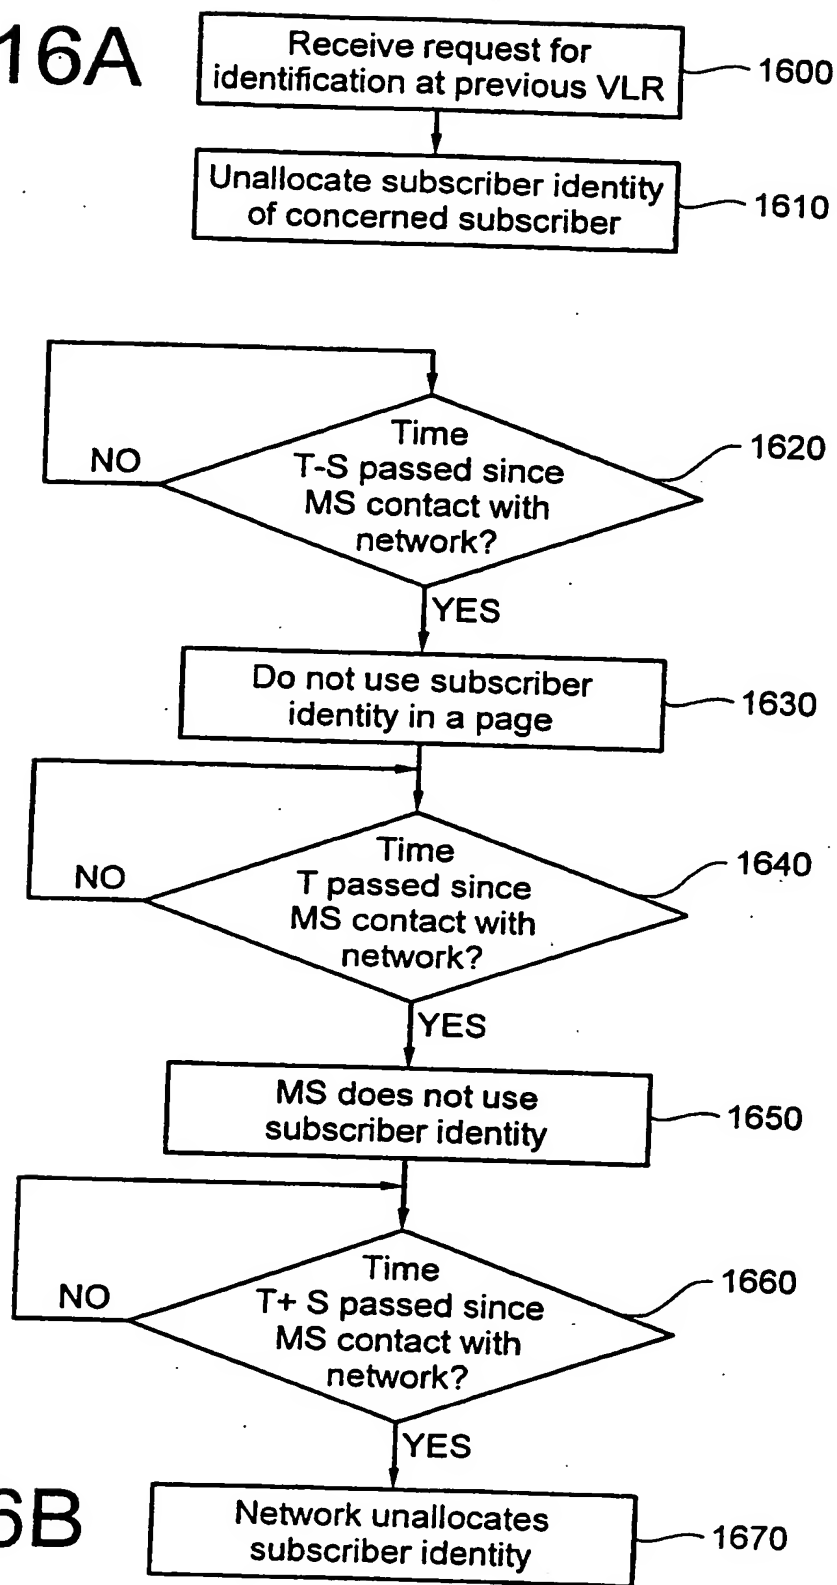 16A
Receive request for
identification at previous VLR
1600
Unallocate subscriber identity
of concerned subscriber
1610
Time
T-S passed since
MS contact with
network?
NO
1620
YES
Do not use subscriber
identity in a page
1630
Time
T passed since
MS contact with
network?
NO
1640
YES
MS does not use
subscriber identity
1650
Time
T+ S passed since
MS contact with
network?
NO
1660
YES
6B
Network unallocates
subscriber identity
1670